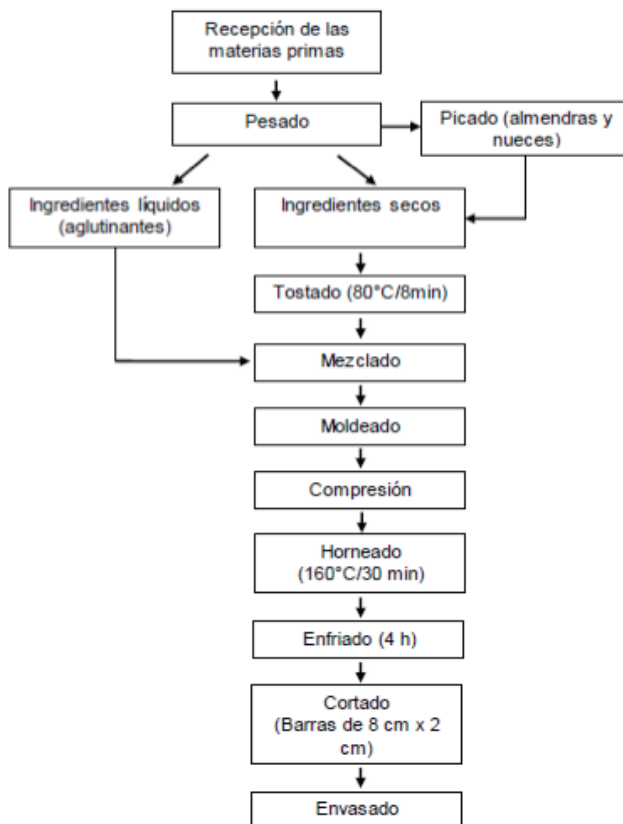 Recepción de las
materias primas
Pesado
Picado (almendras y
nueces)
Ingredientes líquidos
(aglutinantes)
Ingredientes secos
Tostado (80°C/8min)
Mezclado
Moldeado
Compresión
Horneado
(160°C/30 min)
Enfriado (4 h)
Cortado
(Barras de 8 cm x 2
cm)
Envasado